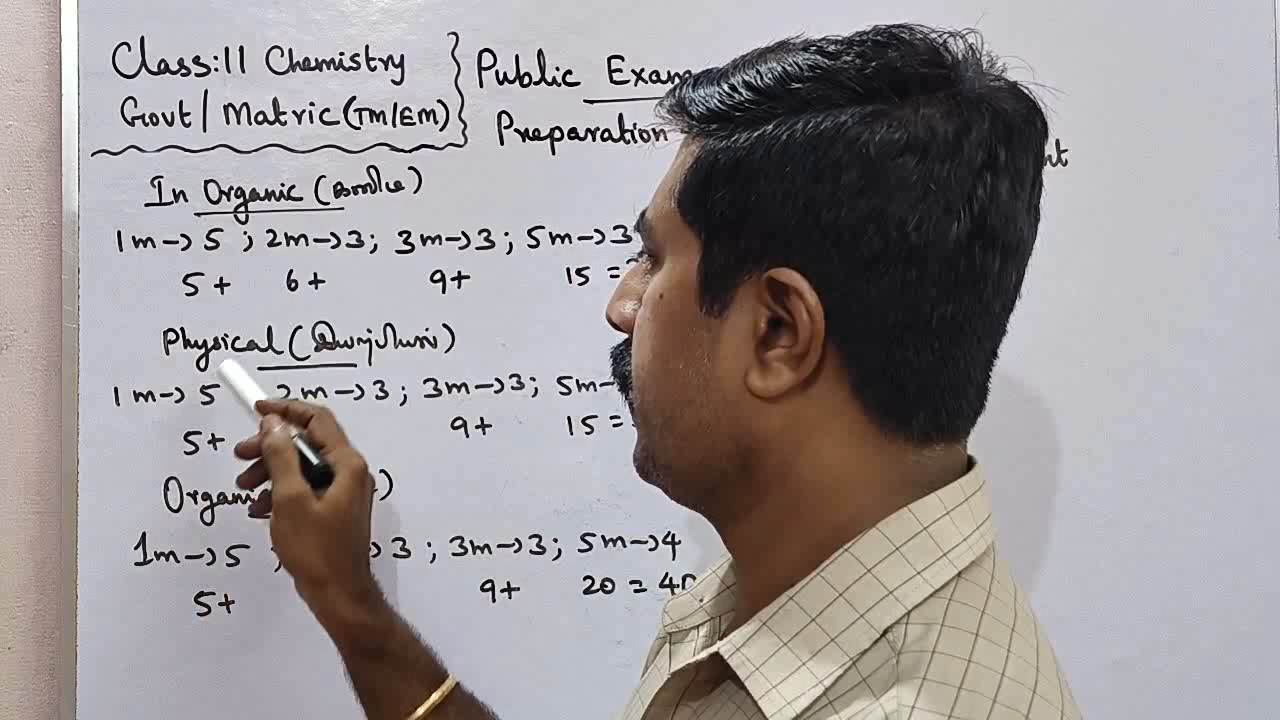 Class:11 Chemistry
Govt/ Matric (TM/EM)
Public Exam
Preparation
In Organic (கனிம)
1m→5 ; 2m→3; 3m→3; 5m→3
5+ 6+ 9+ 15 =
Physical (இயற்பியல்)
1m→5 2m→3; 3m→3; 5m→
5+ 9+ 15 =
Organic )
1m→5 ; →3 ; 3m→3; 5m→4
5+ 9+ 20 = 40